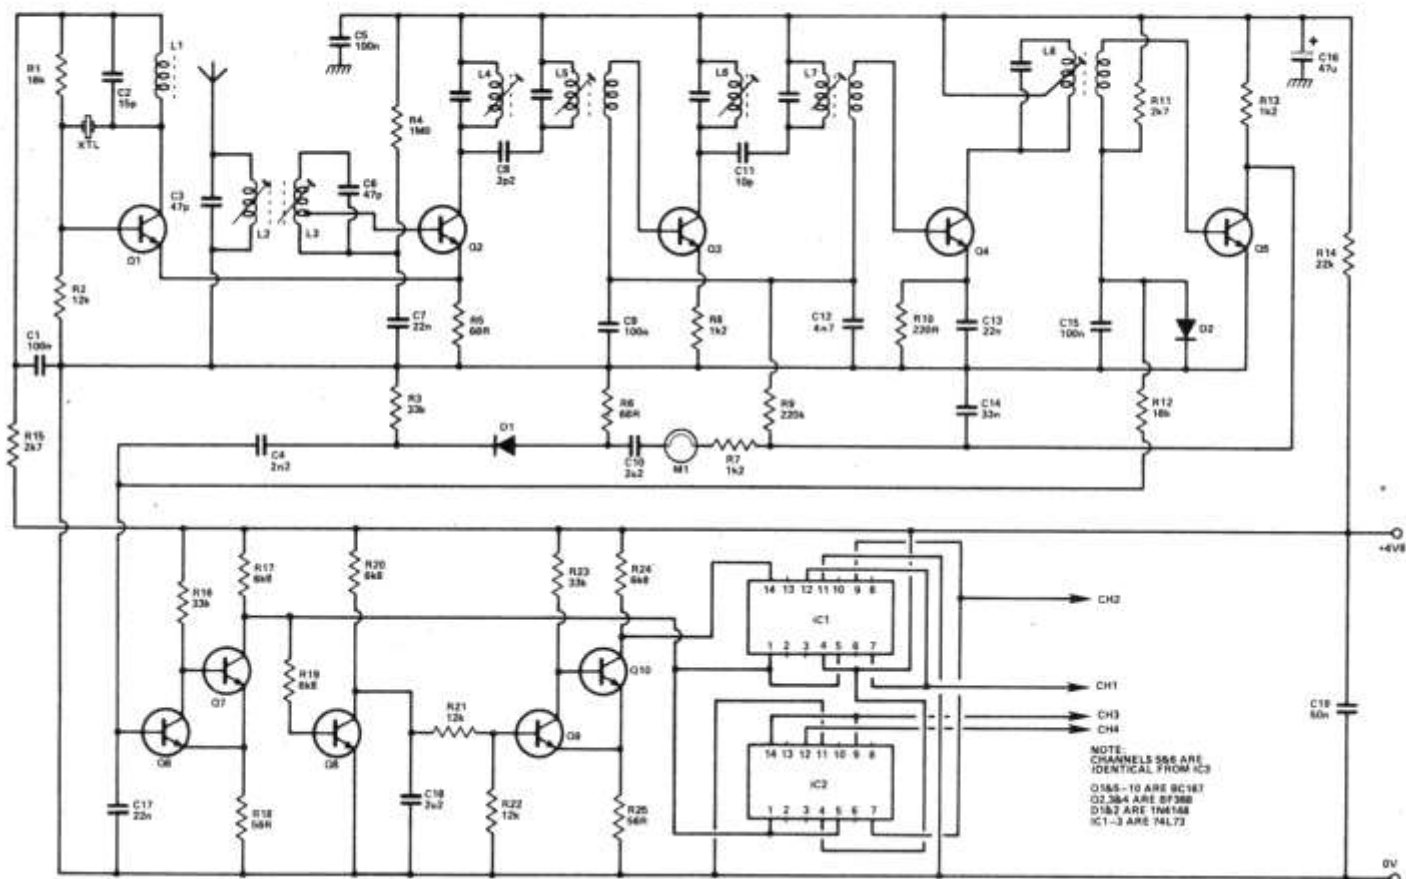 R1
18k
C2
15p
L1
XTL
C5
100n
R4
1M0
L4
L5
C8
2p2
L6
L7
C11
10p
L8
R11
2k7
R13
1k2
C16
47u
+
C3
47p
L2
L3
C6
47p
Q1
Q2
Q3
Q4
Q5
R2
12k
R14
22k
C1
100n
C7
22n
R5
68R
C9
100n
R8
1k2
C12
4n7
R10
220R
C13
22n
C15
100n
D2
R3
33k
R6
68R
R9
220k
C14
33n
R12
18k
R15
2k7
C4
2n2
D1
C10
2u2
M1
R7
1k2
+4V8
R16
33k
R17
6k8
R20
6k8
R23
33k
R24
6k8
14 13 12 11 10 9 8
IC1
1 2 3 4 5 6 7
CH2
CH1
CH3
CH4
R19
6k8
Q7
Q6
Q8
R21
12k
Q9
Q10
C17
22n
R18
56R
C18
2u2
R22
12k
R25
56R
14 13 12 11 10 9 8
IC2
1 2 3 4 5 6 7
C19
50n
NOTE:
CHANNELS 5&6 ARE
IDENTICAL FROM IC3
Q1&5-10 ARE BC167
Q2,3&4 ARE
D1&2 ARE 1N4148
IC1-3 ARE 74L73
0V